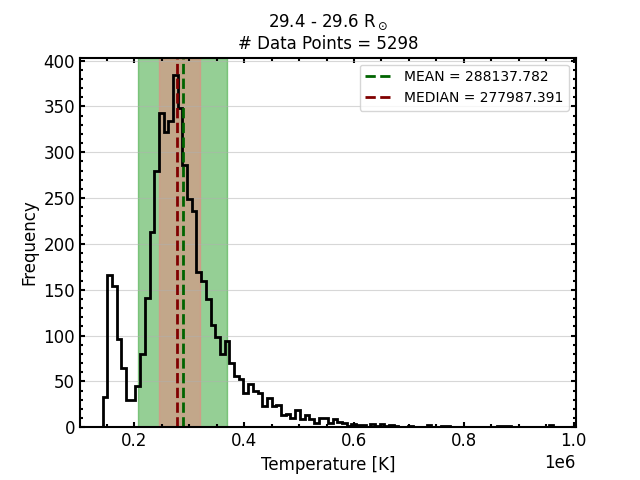 29.4 - 29.6 R⊙
# Data Points = 5298
MEAN = 288137.782
MEDIAN = 277987.391
400
350
300
250
200
150
100
50
0
Frequency
0.2
0.4
0.6
0.8
1.0
Temperature [K]
1e6